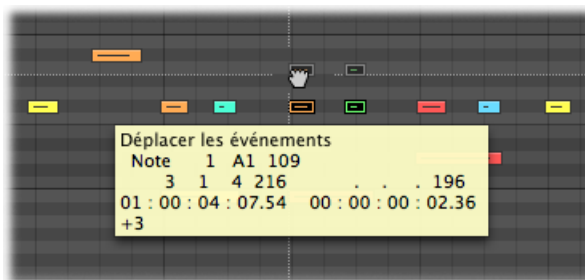 Déplacer les événements
Note 1 A1 109
3 1 4 216 . . . 196
01 : 00 : 04 : 07.54 00 : 00 : 00 : 02.36
+3